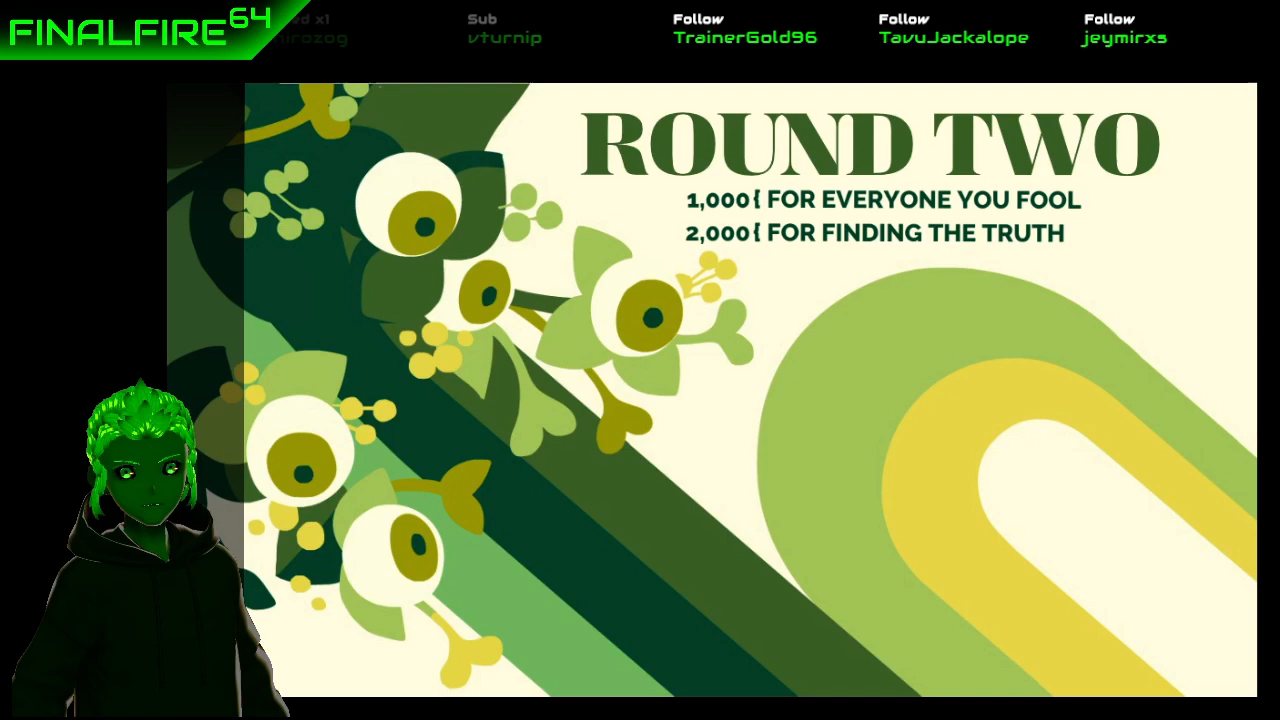 FINALFIRE64
Sub
Follow
Follow
Follow
vturnip
TrainerGold96
TavuJackalope
jeymirxs
ROUND TWO
1,000{ FOR EVERYONE YOU FOOL
2,000{ FOR FINDING THE TRUTH